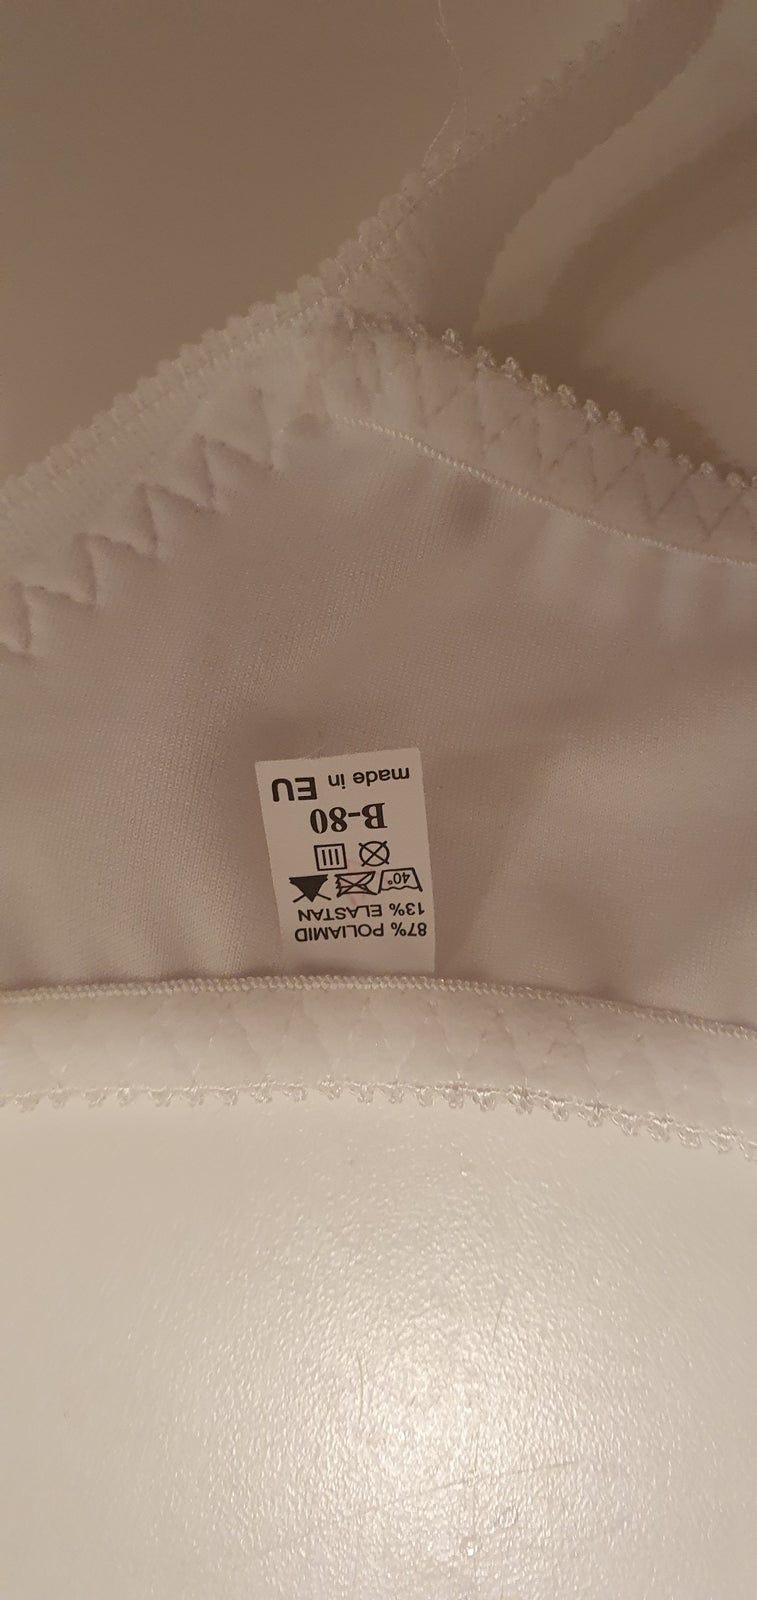 87% POLIAMID
13% ELASTAN
40°
B-80
made in EU